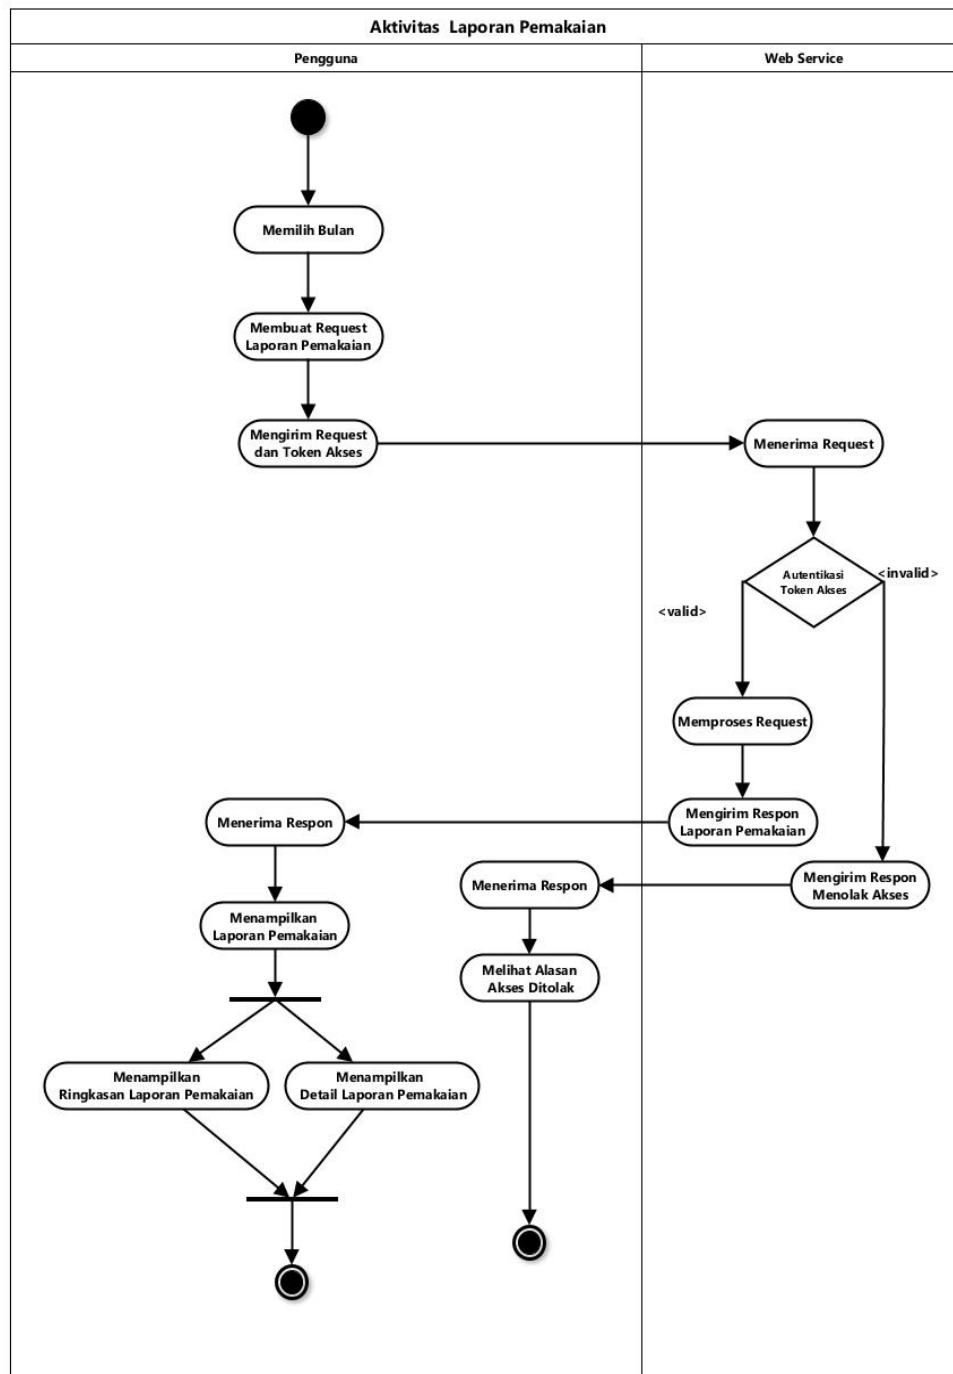 Aktivitas Laporan Pemakaian
Pengguna
Web Service
Memilih Bulan
Membuat Request
Laporan Pemakaian
Mengirim Request
dan Token Akses
Menerima Request
Autentikasi
Token Akses
<invalid>
<valid>
Memproses Request
Mengirim Respon
Laporan Pemakaian
Menerima Respon
Mengirim Respon
Menolak Akses
Menerima Respon
Menampilkan
Laporan Pemakaian
Melihat Alasan
Akses Ditolak
Menampilkan
Ringkasan Laporan Pemakaian
Menampilkan
Detail Laporan Pemakaian